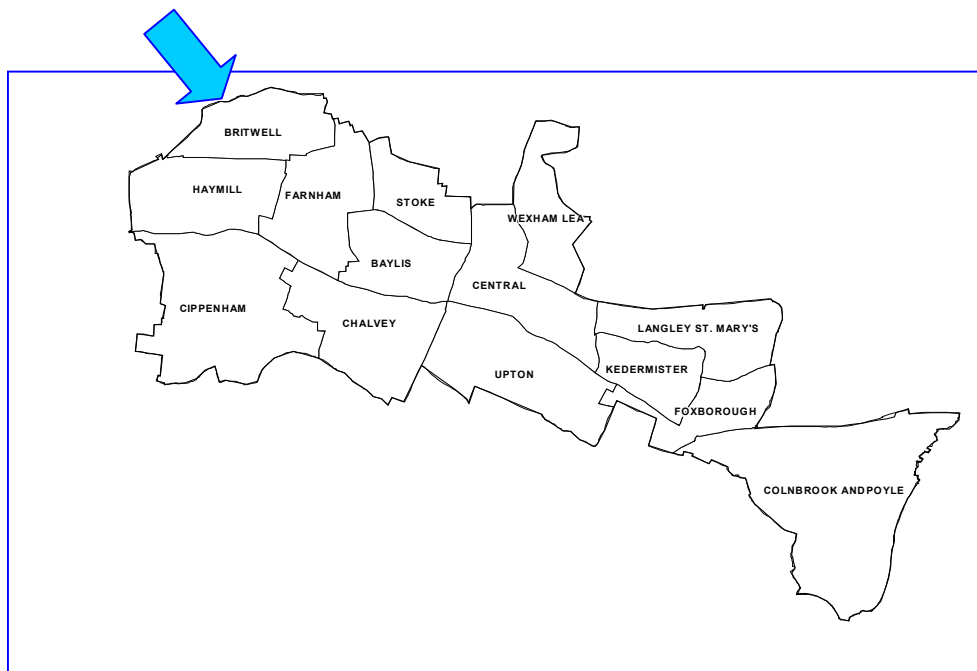 BRITWELL
HAYMILL
FARNHAM
STOKE
WEXHAM LEA
BAYLIS
CENTRAL
CIPPENHAM
CHALVEY
LANGLEY ST. MARY'S
UPTON
KEDERMISTER
FOXBOROUGH
COLNBROOK ANDPOYLE